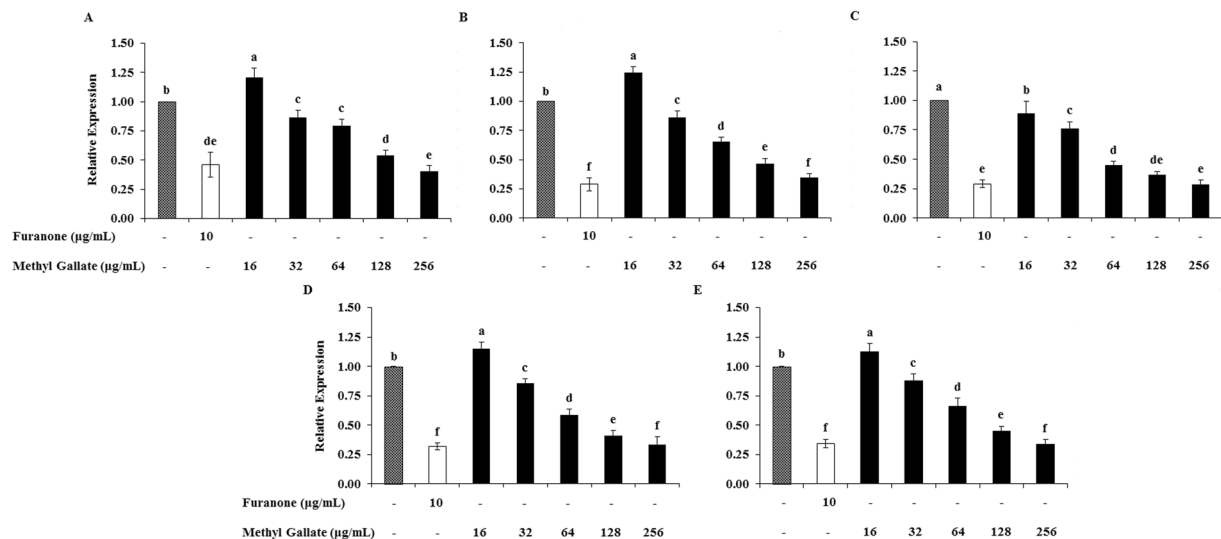 A
1.50
a
1.25
b
1.00
c
c
0.75
de
d
e
0.50
0.25
0.00
Relative Expression
B
1.50
a
1.25
b
1.00
c
d
0.75
e
f
f
0.50
0.25
0.00
C
1.50
1.25
a
b
1.00
c
0.75
d
de
e
e
0.50
0.25
0.00
Furanone (µg/mL) - 10 - - - - -
- 10 - - - - -
- 10 - - - - -
Methyl Gallate (µg/mL) - - 16 32 64 128 256
- - 16 32 64 128 256
- - 16 32 64 128 256
D
1.50
a
1.25
b
1.00
c
d
0.75
e
f
f
0.50
0.25
0.00
Relative Expression
E
1.50
a
1.25
b
1.00
c
d
0.75
e
f
f
0.50
0.25
0.00
Furanone (µg/mL) - 10 - - - - -
- 10 - - - - -
Methyl Gallate (µg/mL) - - 16 32 64 128 256
- - 16 32 64 128 256